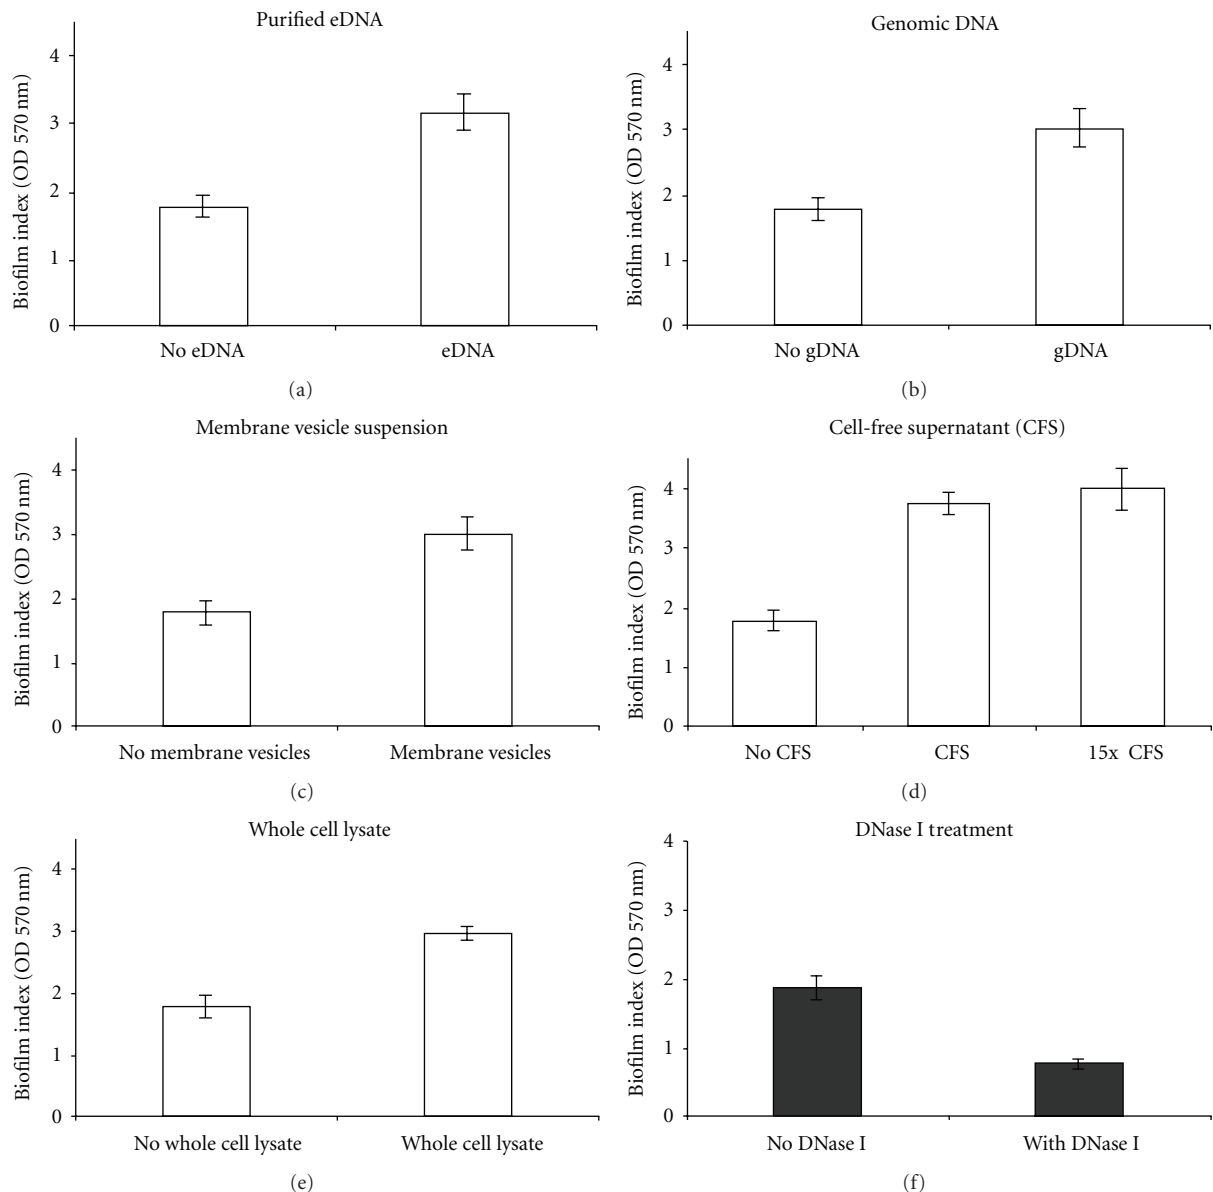 Purified eDNA
Biofilm index (OD 570 nm)
4
3
2
1
0
No eDNA eDNA
(a)
Genomic DNA
Biofilm index (OD 570 nm)
4
3
2
1
0
No gDNA gDNA
(b)
Membrane vesicle suspension
Biofilm index (OD 570 nm)
4
3
2
1
0
No membrane vesicles Membrane vesicles
(c)
Cell-free supernatant (CFS)
Biofilm index (OD 570 nm)
4
3
2
1
0
No CFS CFS 15x CFS
(d)
Whole cell lysate
Biofilm index (OD 570 nm)
4
3
2
1
0
No whole cell lysate Whole cell lysate
(e)
DNase I treatment
Biofilm index (OD 570 nm)
4
3
2
1
0
No DNase I With DNase I
(f)